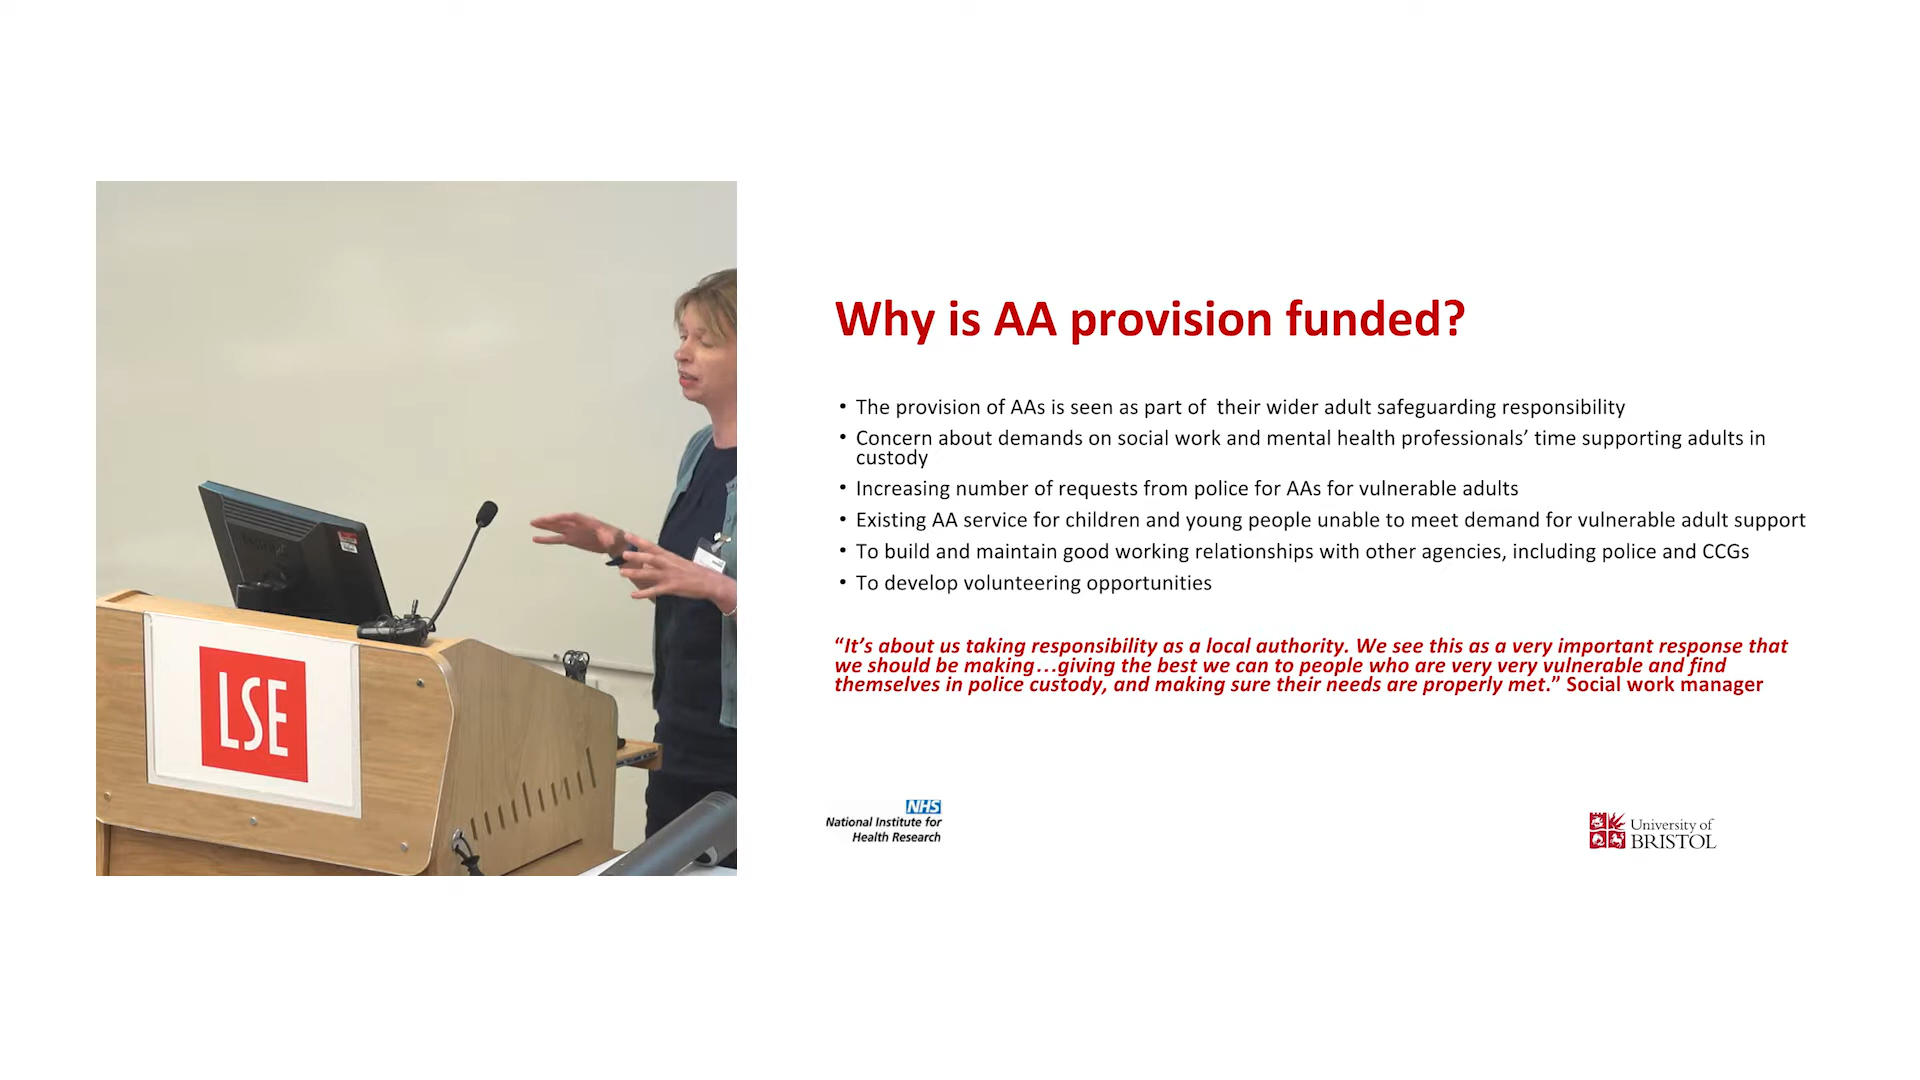 Why is AA provision funded?
• The provision of AAs is seen as part of  their wider adult safeguarding responsibility
• Concern about demands on social work and mental health professionals’ time supporting adults in
custody
• Increasing number of requests from police for AAs for vulnerable adults
• Existing AA service for children and young people unable to meet demand for vulnerable adult support
• To build and maintain good working relationships with other agencies, including police and CCGs
• To develop volunteering opportunities
“It’s about us taking responsibility as a local authority. We see this as a very important response that
we should be making…giving the best we can to people who are very very vulnerable and find
themselves in police custody, and making sure their needs are properly met.” Social work manager
LSE
NHS
National Institute for
Health Research
University of
BRISTOL